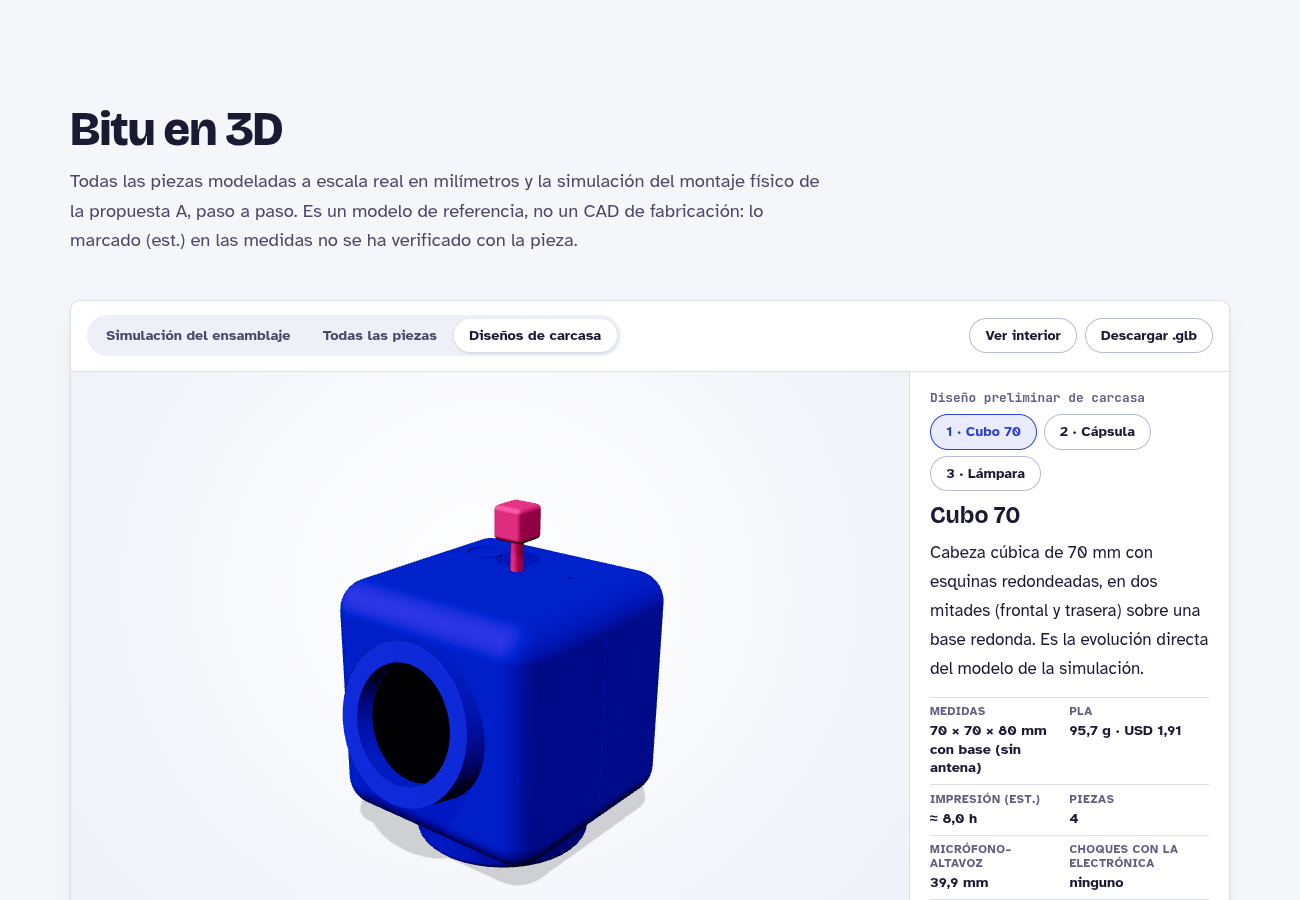 Bitu en 3D
Todas las piezas modeladas a escala real en milímetros y la simulación del montaje físico de
la propuesta A, paso a paso. Es un modelo de referencia, no un CAD de fabricación: lo
marcado (est.) en las medidas no se ha verificado con la pieza.
Simulación del ensamblaje
Todas las piezas
Diseños de carcasa
Ver interior
Descargar .glb
Diseño preliminar de carcasa
1 · Cubo 70
2 · Cápsula
3 · Lámpara
Cubo 70
Cabeza cúbica de 70 mm con
esquinas redondeadas, en dos
mitades (frontal y trasera) sobre una
base redonda. Es la evolución directa
del modelo de la simulación.
MEDIDAS
70 × 70 × 80 mm
con base (sin
antena)
PLA
95,7 g · USD 1,91
IMPRESIÓN (EST.)
≈ 8,0 h
PIEZAS
4
MICRÓFONO–
ALTAVOZ
39,9 mm
CHOQUES CON LA
ELECTRÓNICA
ninguno